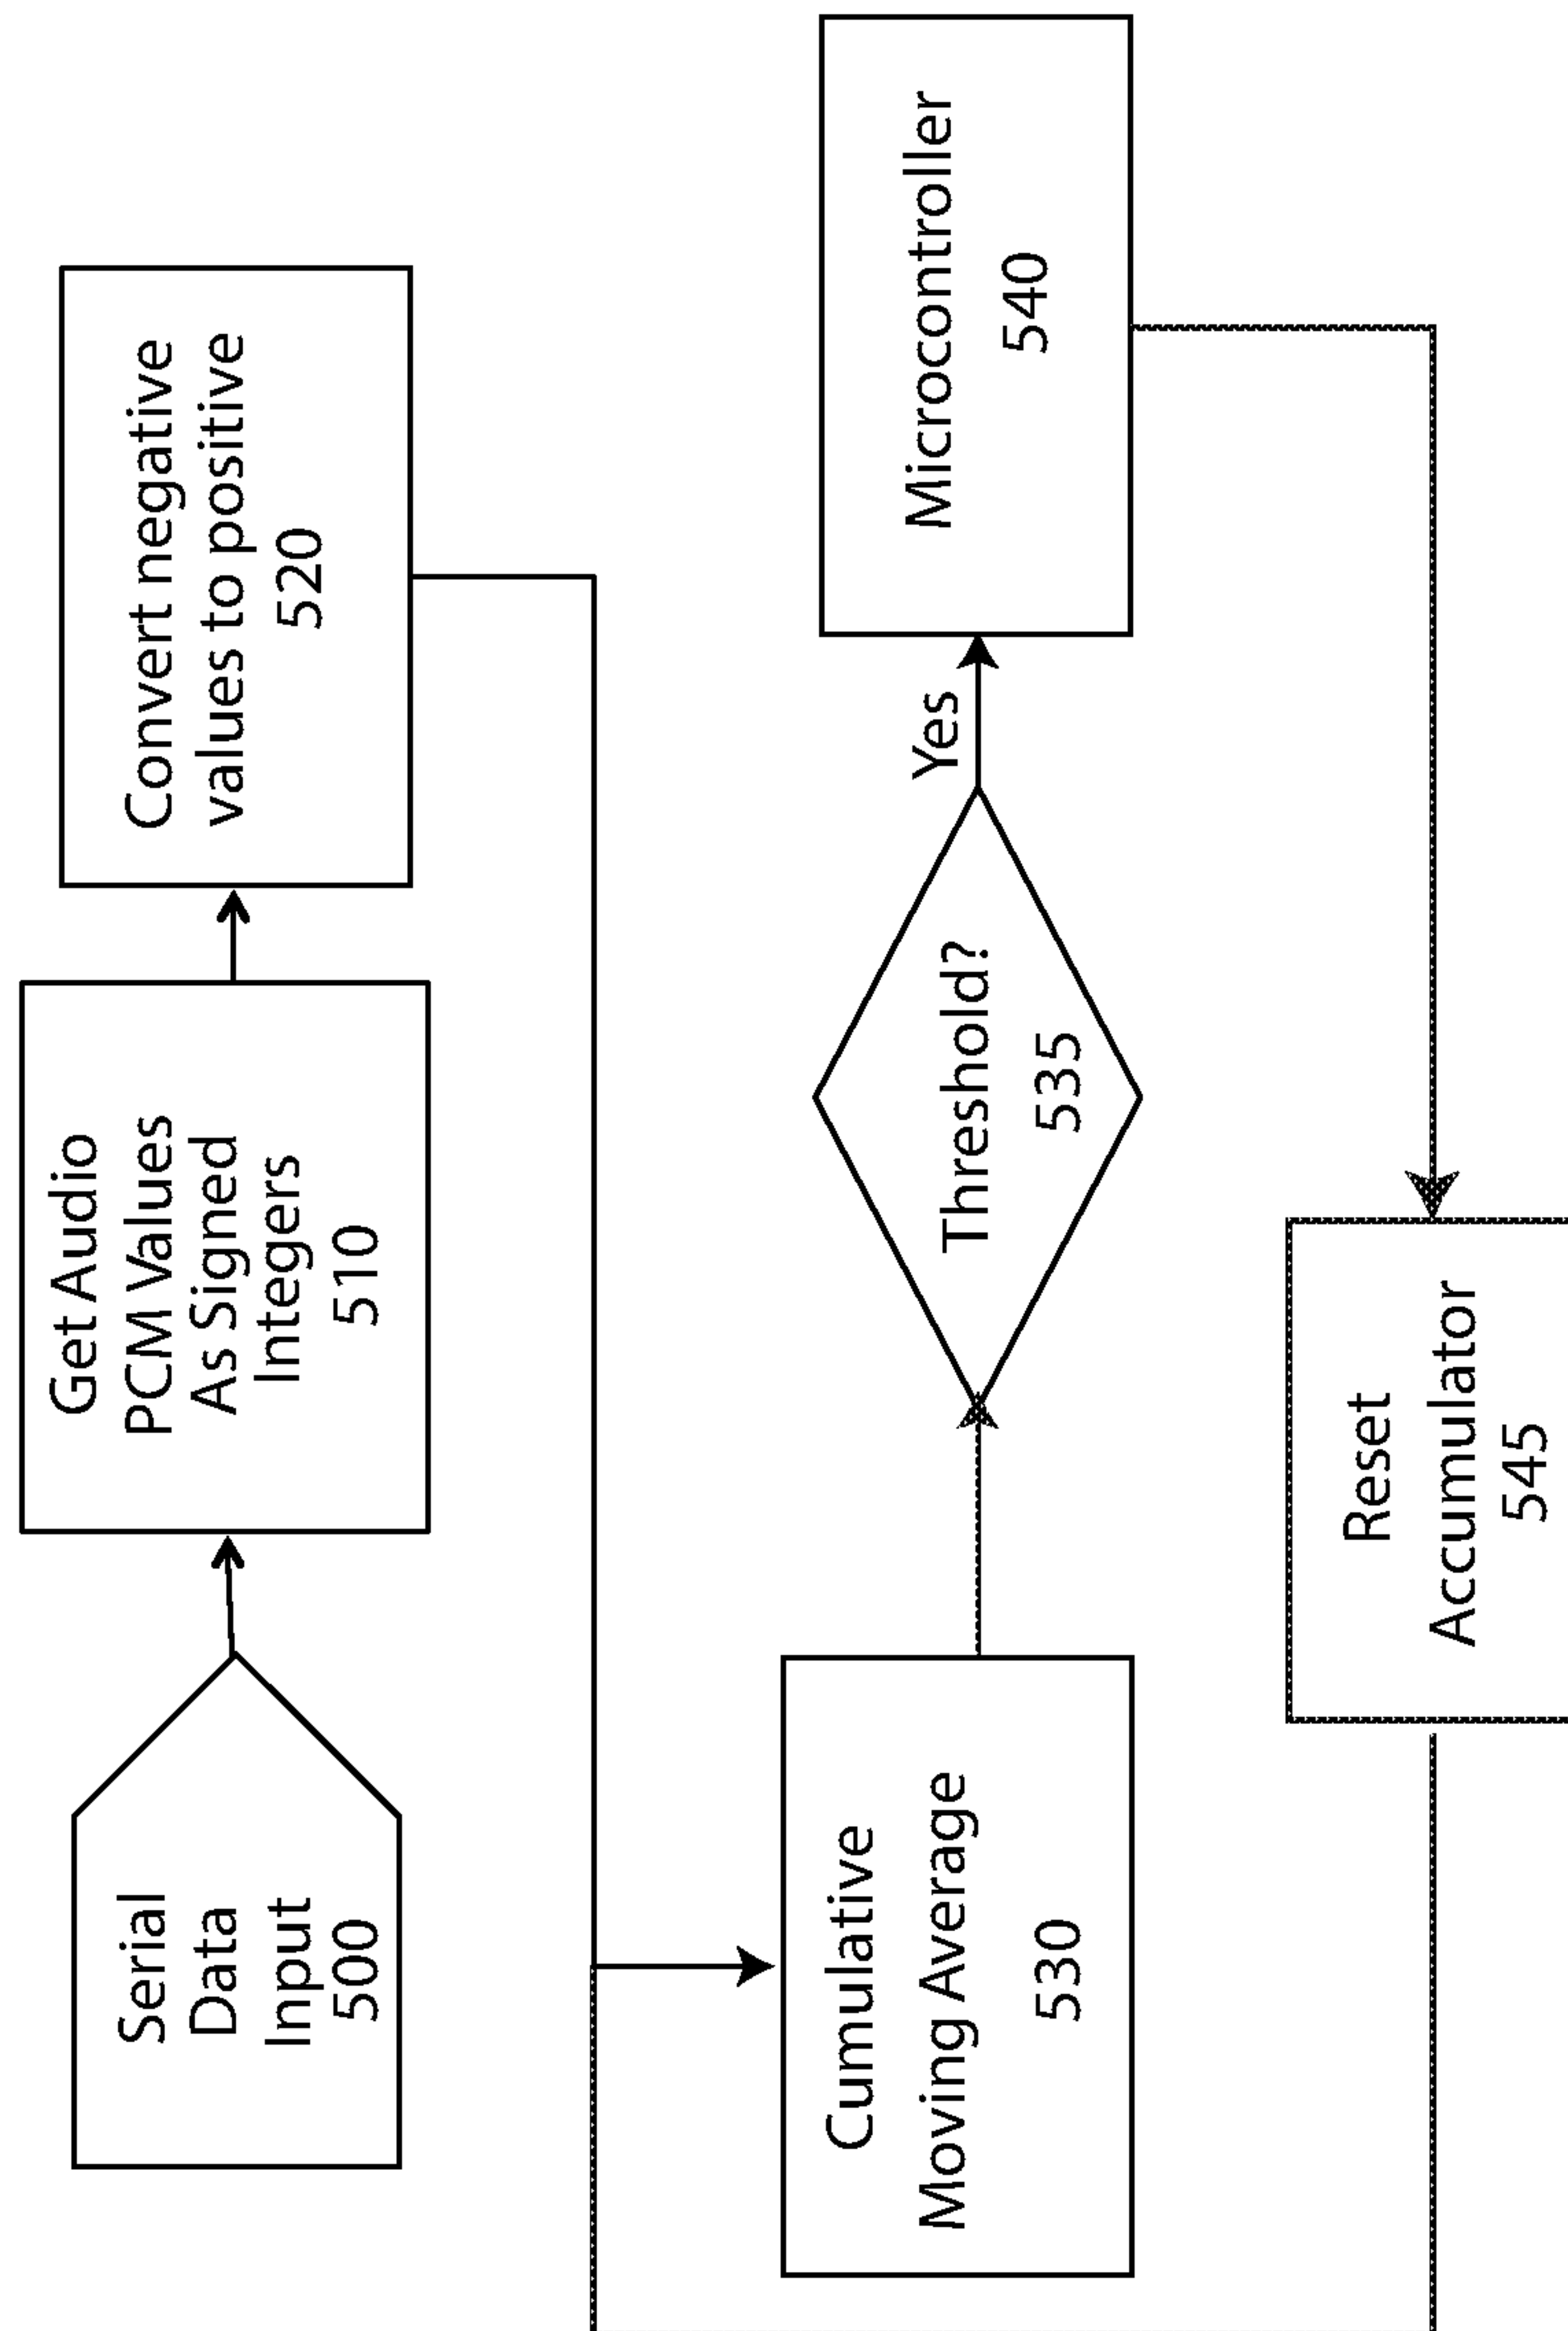 Serial
Data
Input
500
Get Audio
PCM Values
As Signed
Integers
510
Convert negative
values to positive
520
Cumulative
Moving Average
530
Threshold?
535
Yes
Microcontroller
540
Reset
Accumulator
545